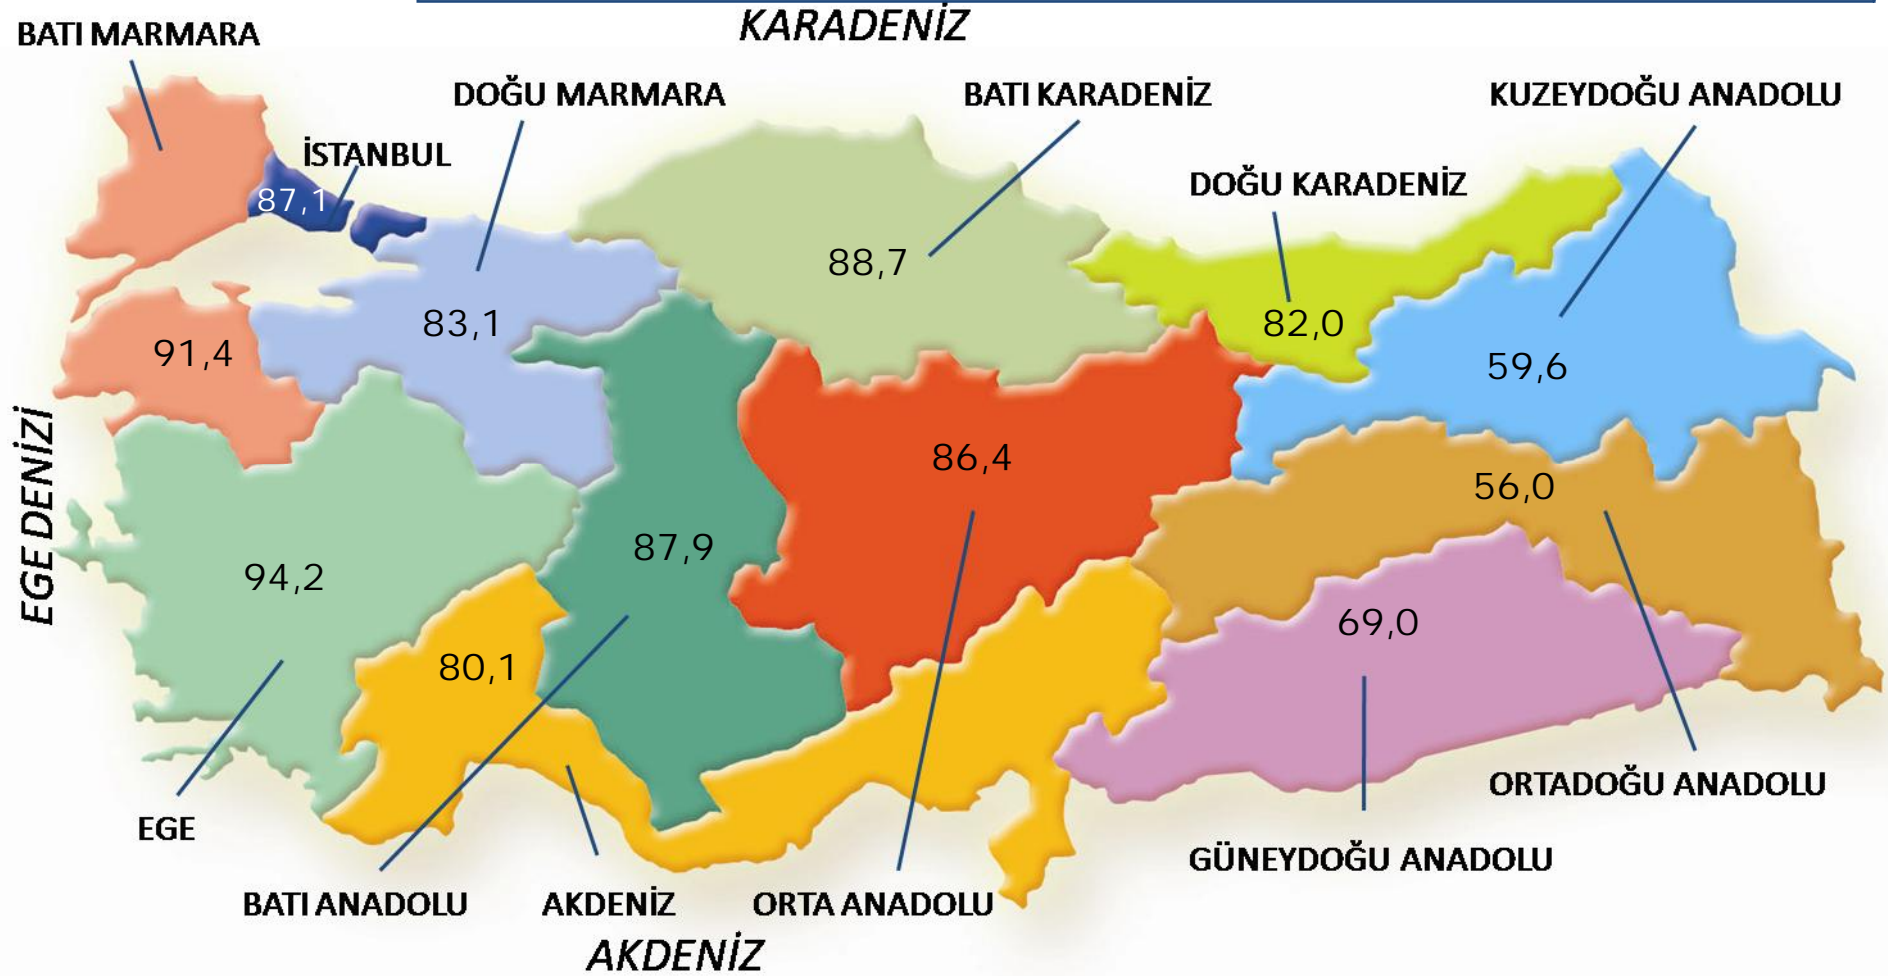 KARADENİZ
BATI MARMARA
DOĞU MARMARA
BATI KARADENİZ
KUZEYDOĞU ANADOLU
İSTANBUL
87,1
DOĞU KARADENİZ
88,7
83,1
82,0
91,4
59,6
EGE DENİZİ
86,4
56,0
87,9
94,2
69,0
80,1
ORTADOĞU ANADOLU
EGE
GÜNEYDOĞU ANADOLU
BATI ANADOLU
AKDENİZ
ORTA ANADOLU
AKDENİZ